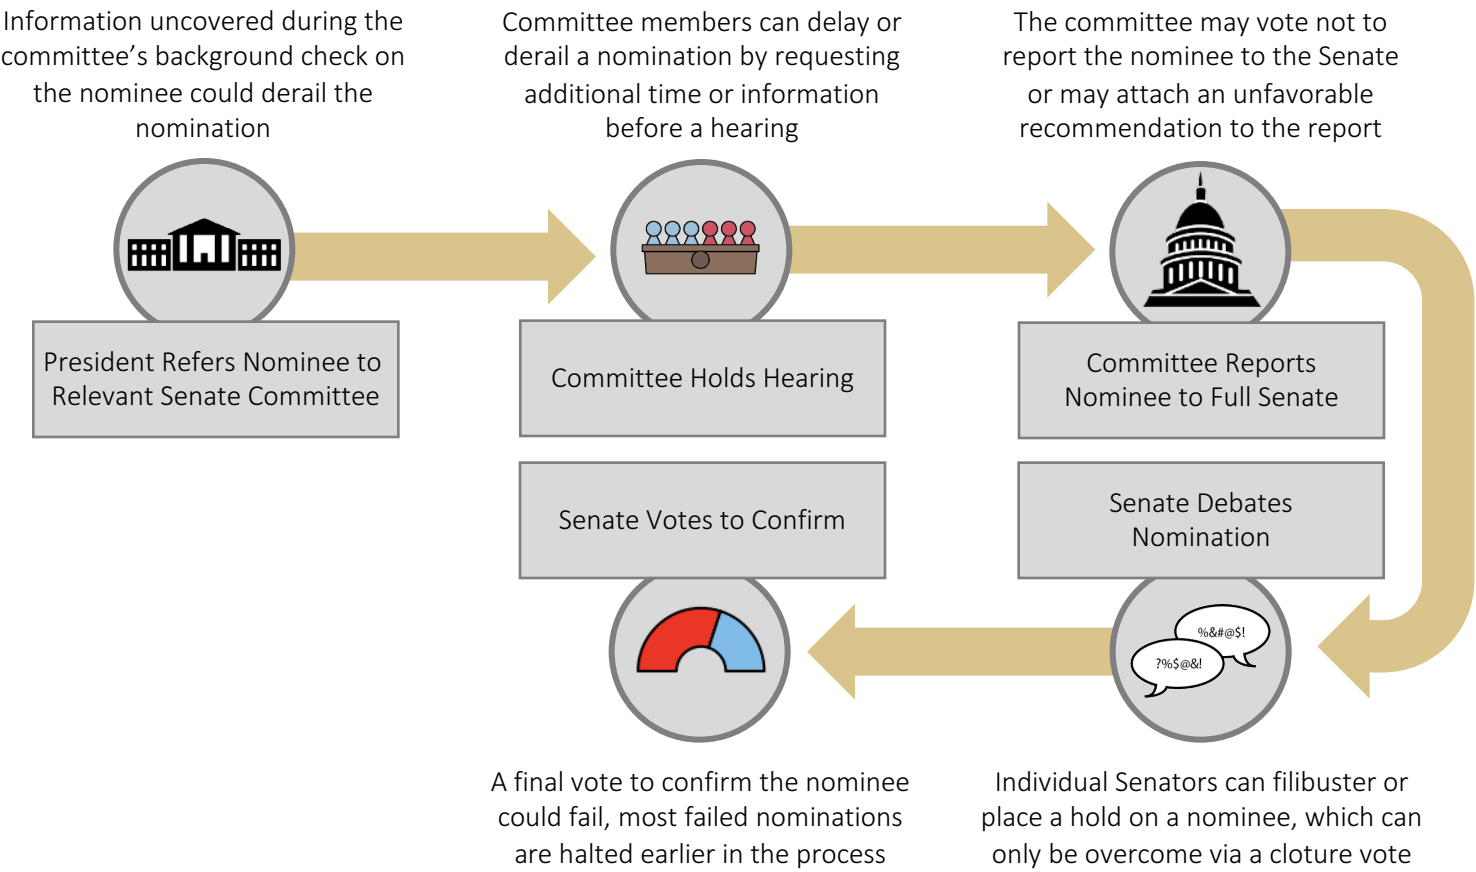 Information uncovered during the
committee's background check on
the nominee could derail the
nomination
President Refers Nominee to
Relevant Senate Committee
Committee members can delay or
derail a nomination by requesting
additional time or information
before a hearing
Committee Holds Hearing
The committee may vote not to
report the nominee to the Senate
or may attach an unfavorable
recommendation to the report
Committee Reports
Nominee to Full Senate
Senate Debates
Nomination
%&#@$!
?%$@&!
Individual Senators can filibuster or
place a hold on a nominee, which can
only be overcome via a cloture vote
Senate Votes to Confirm
A final vote to confirm the nominee
could fail, most failed nominations
are halted earlier in the process